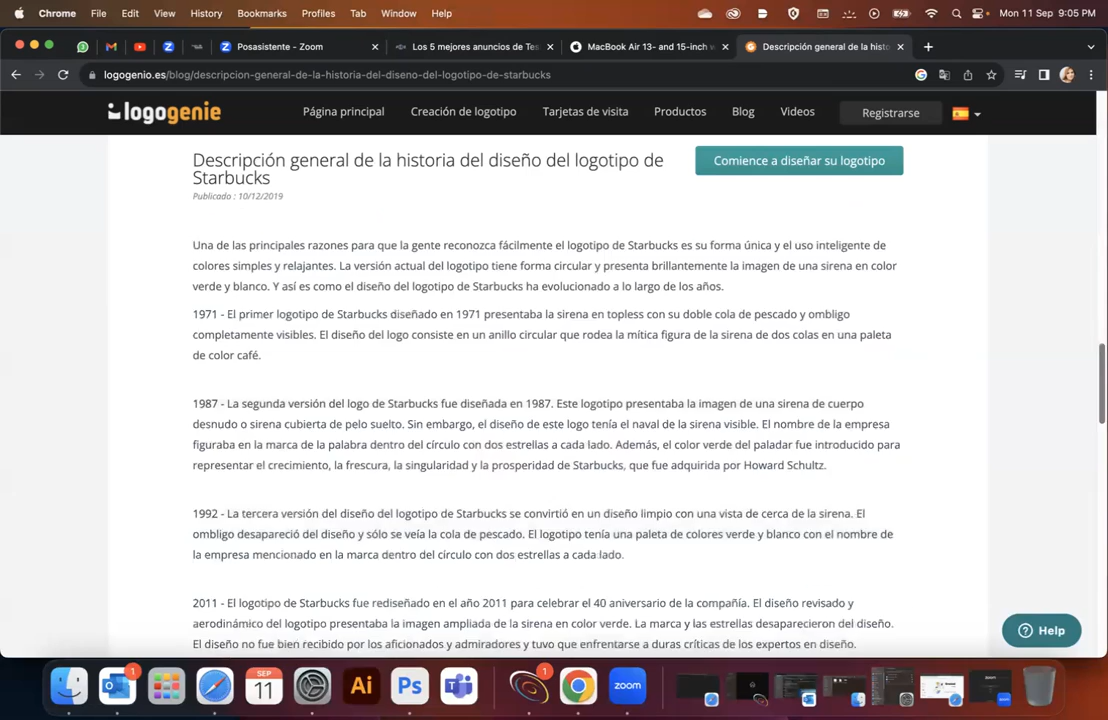 Chrome File Edit View History Bookmarks Profiles Tab Window Help Mon 11 Sep 9:05 PM
Posasistente - Zoom Los 5 mejores anuncios de Tes MacBook Air 13- and 15-inch w Descripción general de la histo
logogenio.es/blog/descripcion-general-de-la-historia-del-diseno-del-logotipo-de-starbucks
logogenie Página principal Creación de logotipo Tarjetas de visita Productos Blog Videos Registrarse
Descripción general de la historia del diseño del logotipo de
Starbucks
Comience a diseñar su logotipo
Publicado : 10/12/2019
Una de las principales razones para que la gente reconozca fácilmente el logotipo de Starbucks es su forma única y el uso inteligente de
colores simples y relajantes. La versión actual del logotipo tiene forma circular y presenta brillantemente la imagen de una sirena en color
verde y blanco. Y así es como el diseño del logotipo de Starbucks ha evolucionado a lo largo de los años.
1971 - El primer logotipo de Starbucks diseñado en 1971 presentaba la sirena en topless con su doble cola de pescado y ombligo
completamente visibles. El diseño del logo consiste en un anillo circular que rodea la mítica figura de la sirena de dos colas en una paleta
de color café.
1987 - La segunda versión del logo de Starbucks fue diseñada en 1987. Este logotipo presentaba la imagen de una sirena de cuerpo
desnudo o sirena cubierta de pelo suelto. Sin embargo, el diseño de este logo tenía el naval de la sirena visible. El nombre de la empresa
figuraba en la marca de la palabra dentro del círculo con dos estrellas a cada lado. Además, el color verde del paladar fue introducido para
representar el crecimiento, la frescura, la singularidad y la prosperidad de Starbucks, que fue adquirida por Howard Schultz.
1992 - La tercera versión del diseño del logotipo de Starbucks se convirtió en un diseño limpio con una vista de cerca de la sirena. El
ombligo desapareció del diseño y sólo se veía la cola de pescado. El logotipo tenía una paleta de colores verde y blanco con el nombre de
la empresa mencionado en la marca dentro del círculo con dos estrellas a cada lado.
2011 - El logotipo de Starbucks fue rediseñado en el año 2011 para celebrar el 40 aniversario de la compañía. El diseño revisado y
aerodinámico del logotipo presentaba la imagen ampliada de la sirena en color verde. La marca y las estrellas desaparecieron del diseño.
El diseño no fue bien recibido por los aficionados y admiradores y tuvo que enfrentarse a duras críticas de los expertos en diseño.
Help
1 SEP 11 Ai Ps 1 zoom